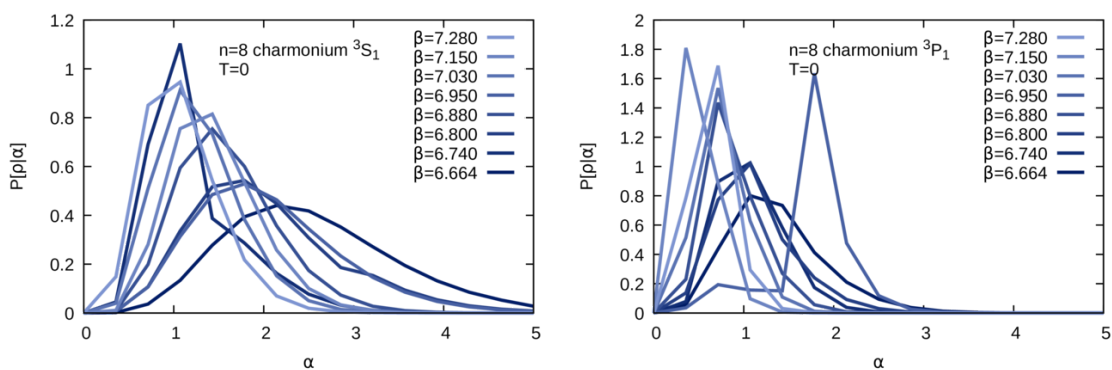 n=8 charmonium ³S₁
T=0
β=7.280
β=7.150
β=7.030
β=6.950
β=6.880
β=6.800
β=6.740
β=6.664
P[ρ|α]
1.2
1
0.8
0.6
0.4
0.2
0
0 1 2 3 4 5
α
n=8 charmonium ³P₁
T=0
β=7.280
β=7.150
β=7.030
β=6.950
β=6.880
β=6.800
β=6.740
β=6.664
P[ρ|α]
2
1.8
1.6
1.4
1.2
1
0.8
0.6
0.4
0.2
0
0 1 2 3 4 5
α